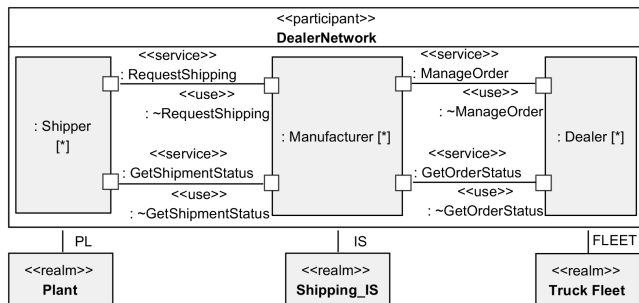 <<participant>>
DealerNetwork
<<service>>
: RequestShipping
<<use>>
: ~RequestShipping
<<service>>
: ManageOrder
<<use>>
: ~ManageOrder
: Shipper
[*]
: Manufacturer [*]
: Dealer [*]
<<service>>
: GetShipmentStatus
<<use>>
: ~GetShipmentStatus
<<service>>
: GetOrderStatus
<<use>>
: ~GetOrderStatus
PL
IS
FLEET
<<realm>>
Plant
<<realm>>
Shipping_IS
<<realm>>
Truck Fleet